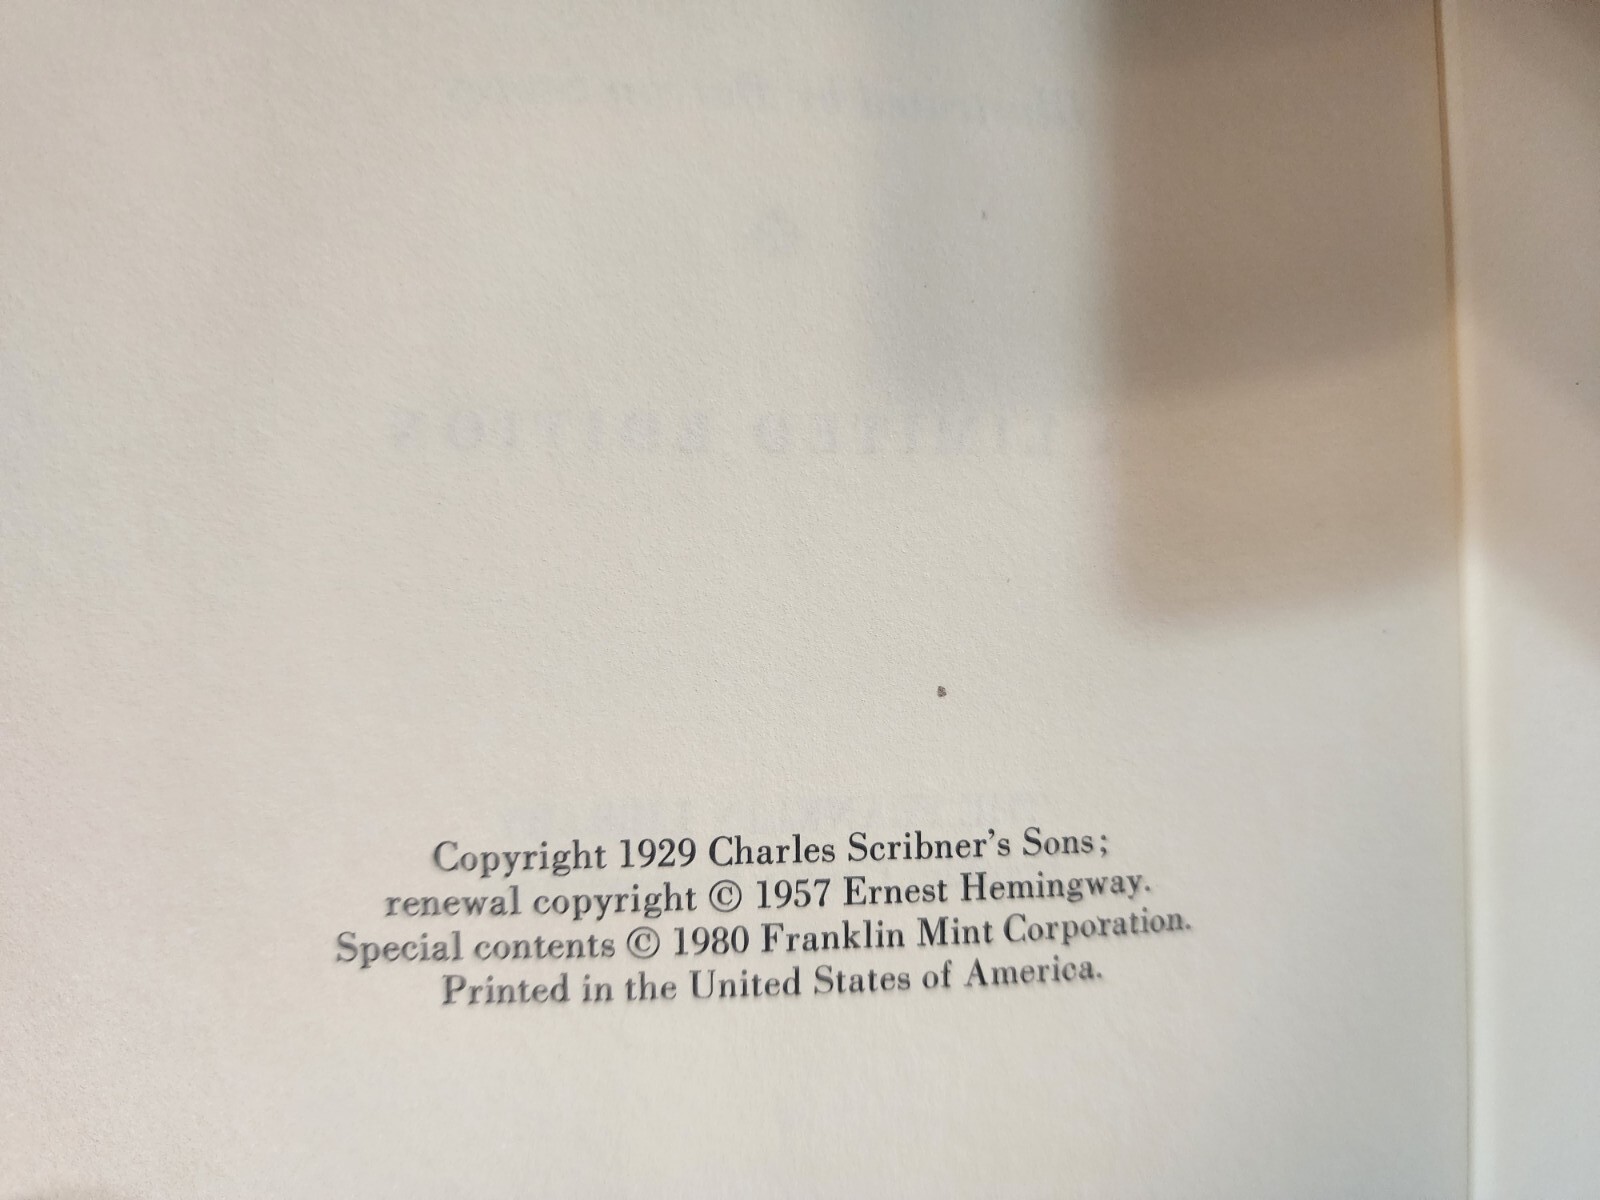 Copyright 1929 Charles Scribner's Sons;
renewal copyright © 1957 Ernest Hemingway.
Special contents © 1980 Franklin Mint Corporation.
Printed in the United States of America.